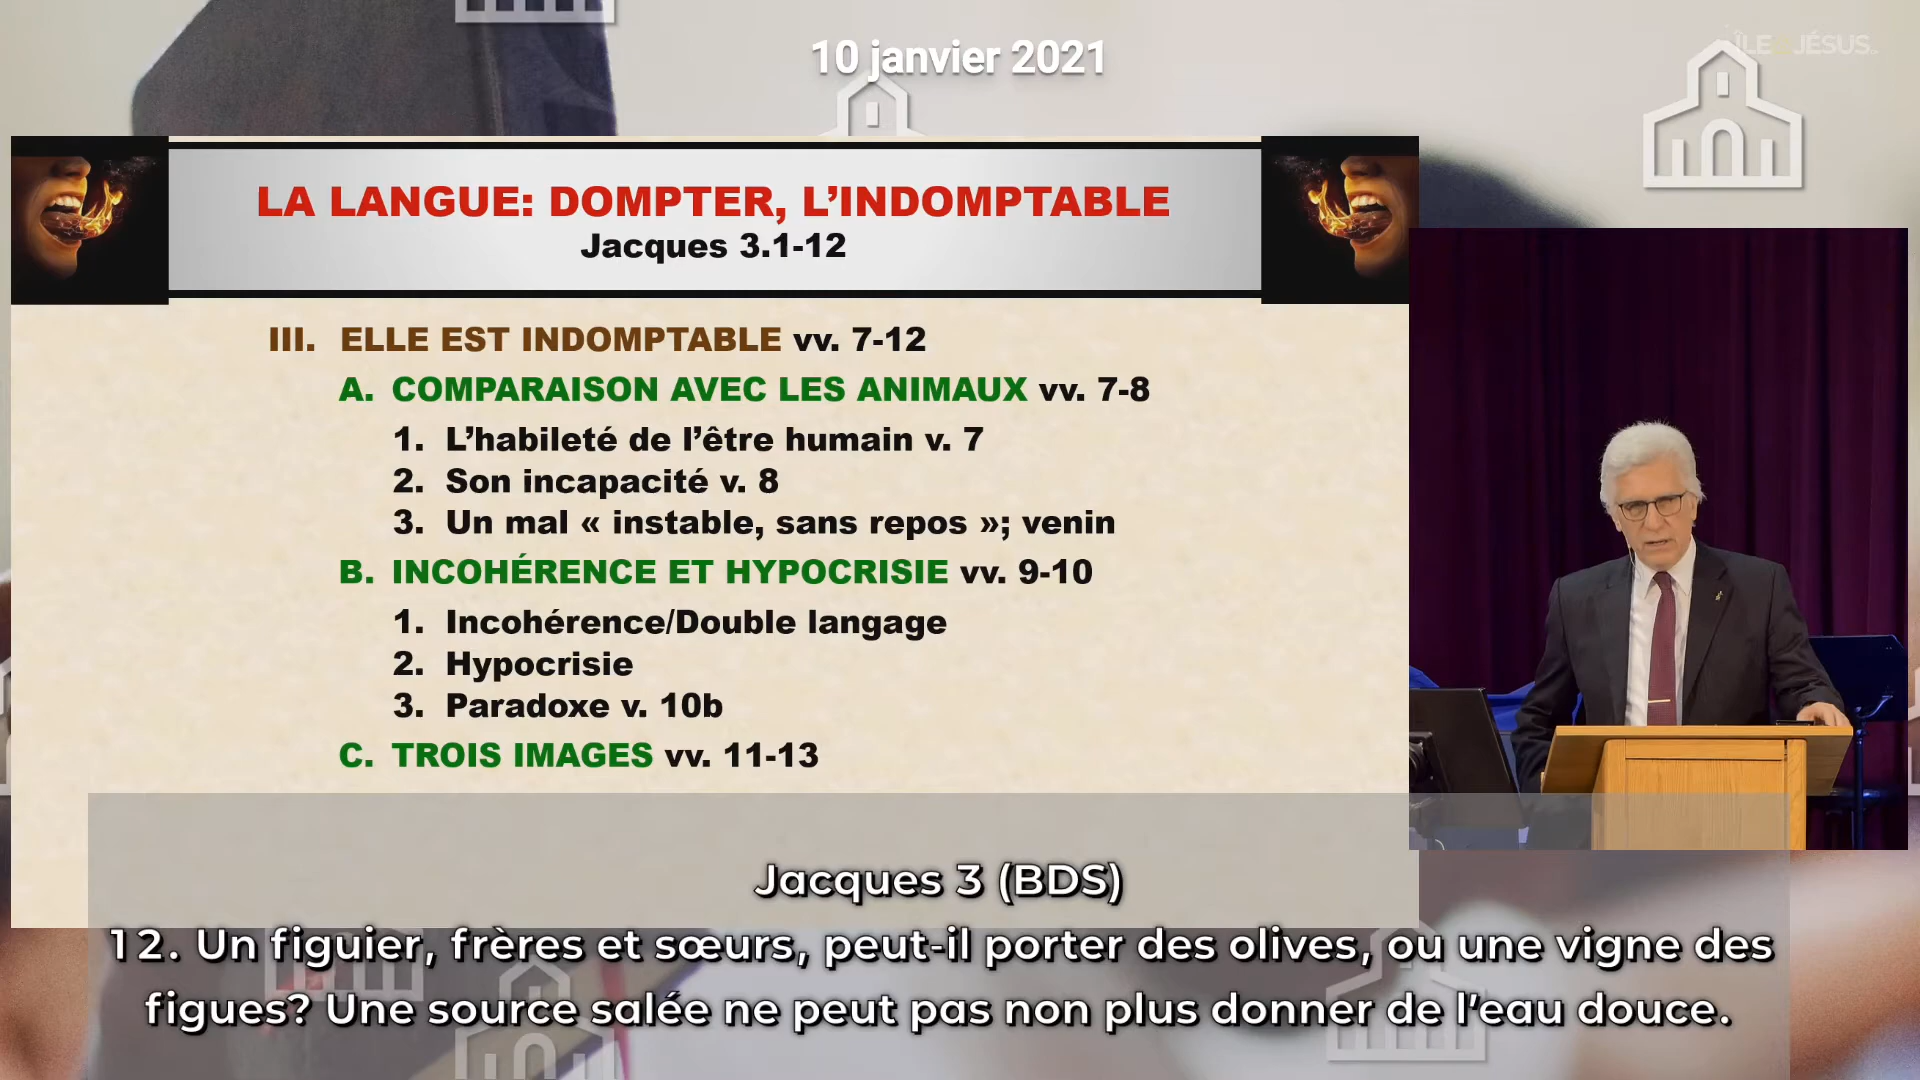 10 janvier 2021
LA LANGUE: DOMPTER, L’INDOMPTABLE
Jacques 3.1-12
III. ELLE EST INDOMPTABLE vv. 7-12
A. COMPARAISON AVEC LES ANIMAUX vv. 7-8
1. L’habileté de l’être humain v. 7
2. Son incapacité v. 8
3. Un mal « instable, sans repos »; venin
B. INCOHÉRENCE ET HYPOCRISIE vv. 9-10
1. Incohérence/Double langage
2. Hypocrisie
3. Paradoxe v. 10b
C. TROIS IMAGES vv. 11-13
Jacques 3 (BDS)
12. Un figuier, frères et sœurs, peut-il porter des olives, ou une vigne des
figues? Une source salée ne peut pas non plus donner de l’eau douce.